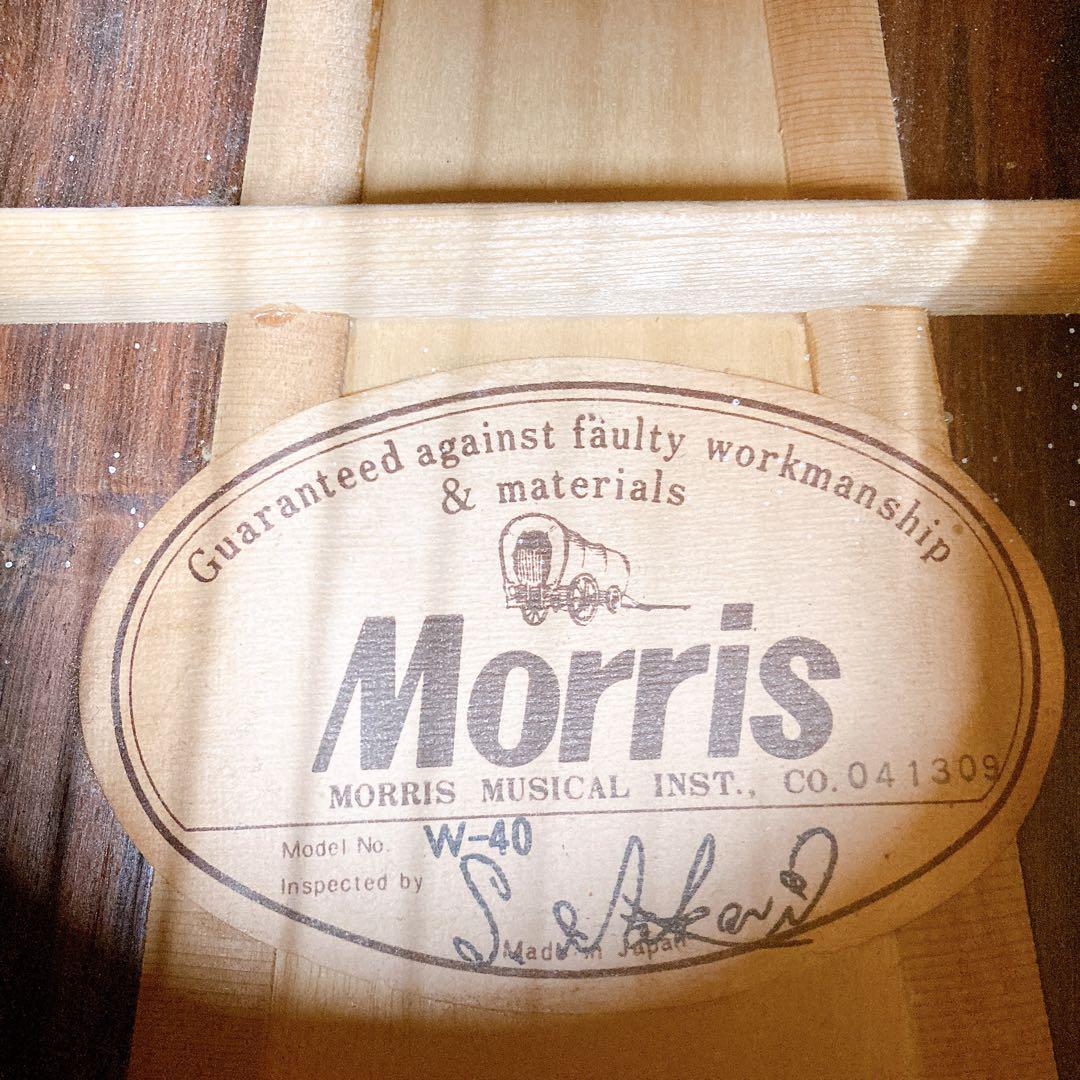 Guaranteed against faulty workmanship
& materials
Morris
MORRIS MUSICAL INST., CO. 041309
Model No. W-40
Inspected by S.
Made in Japan